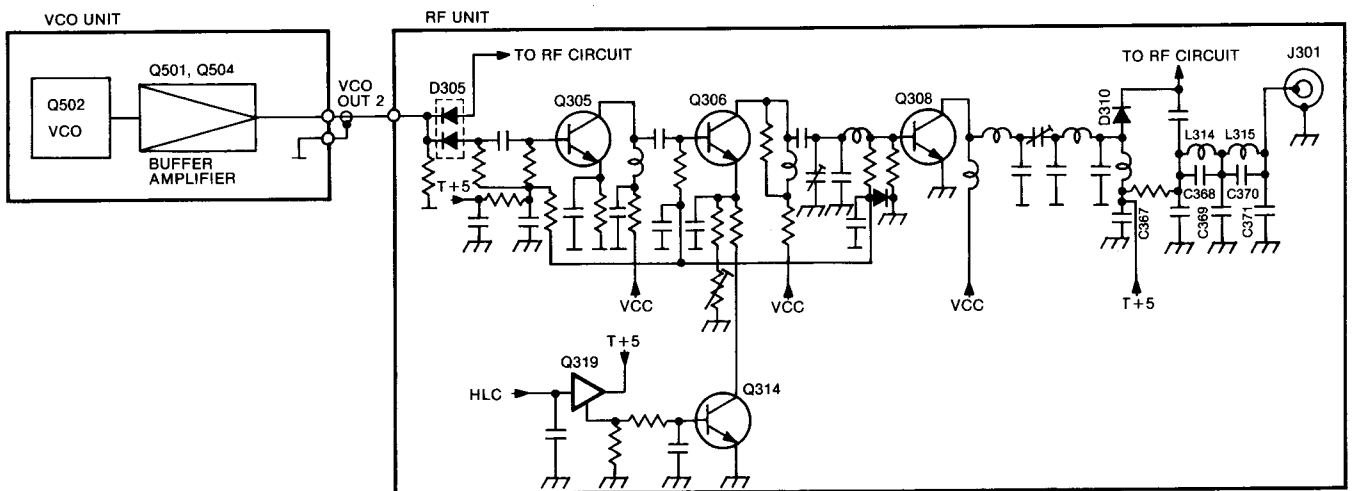 VCO UNIT
RF UNIT
Q501, Q504
Q502
VCO
BUFFER
AMPLIFIER
VCO
OUT 2
D305
TO RF CIRCUIT
Q305
Q306
Q308
D310
TO RF CIRCUIT
J301
L314
L315
C368
C370
C367
C369
C371
T+5
VCC
VCC
VCC
T+5
Q319
T+5
HLC
Q314